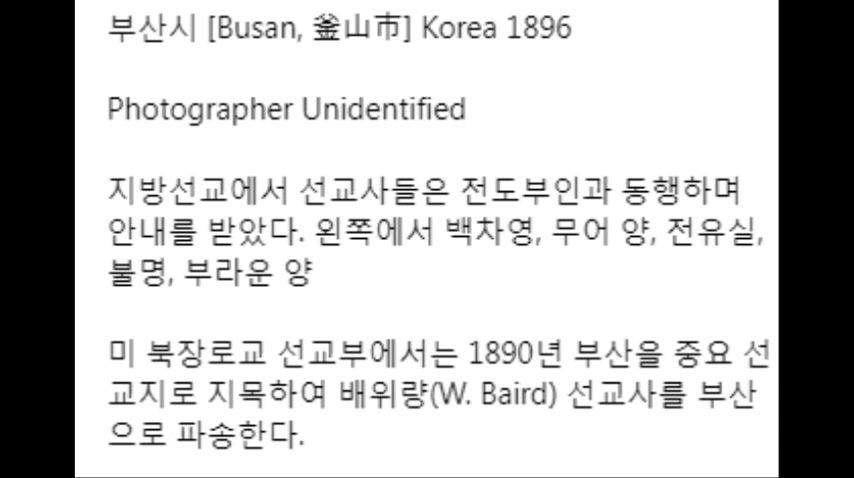 부산시 [Busan, 釜山市] Korea 1896
Photographer Unidentified
지방선교에서 선교사들은 전도부인과 동행하며
안내를 받았다. 왼쪽에서 백차영, 무어 양, 전유실,
불명, 부라운 양
미 북장로교 선교부에서는 1890년 부산을 중요 선
교지로 지목하여 배위량(W. Baird) 선교사를 부산
으로 파송한다.